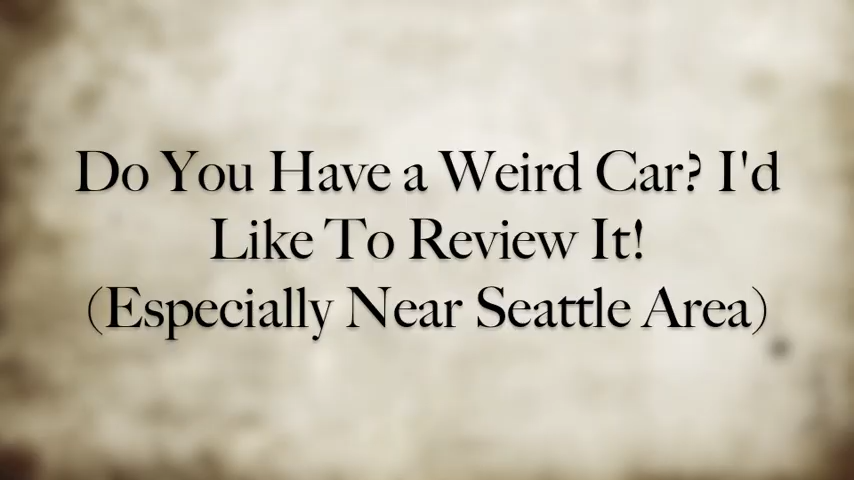 Do You Have a Weird Car? I'd
Like To Review It!
(Especially Near Seattle Area)